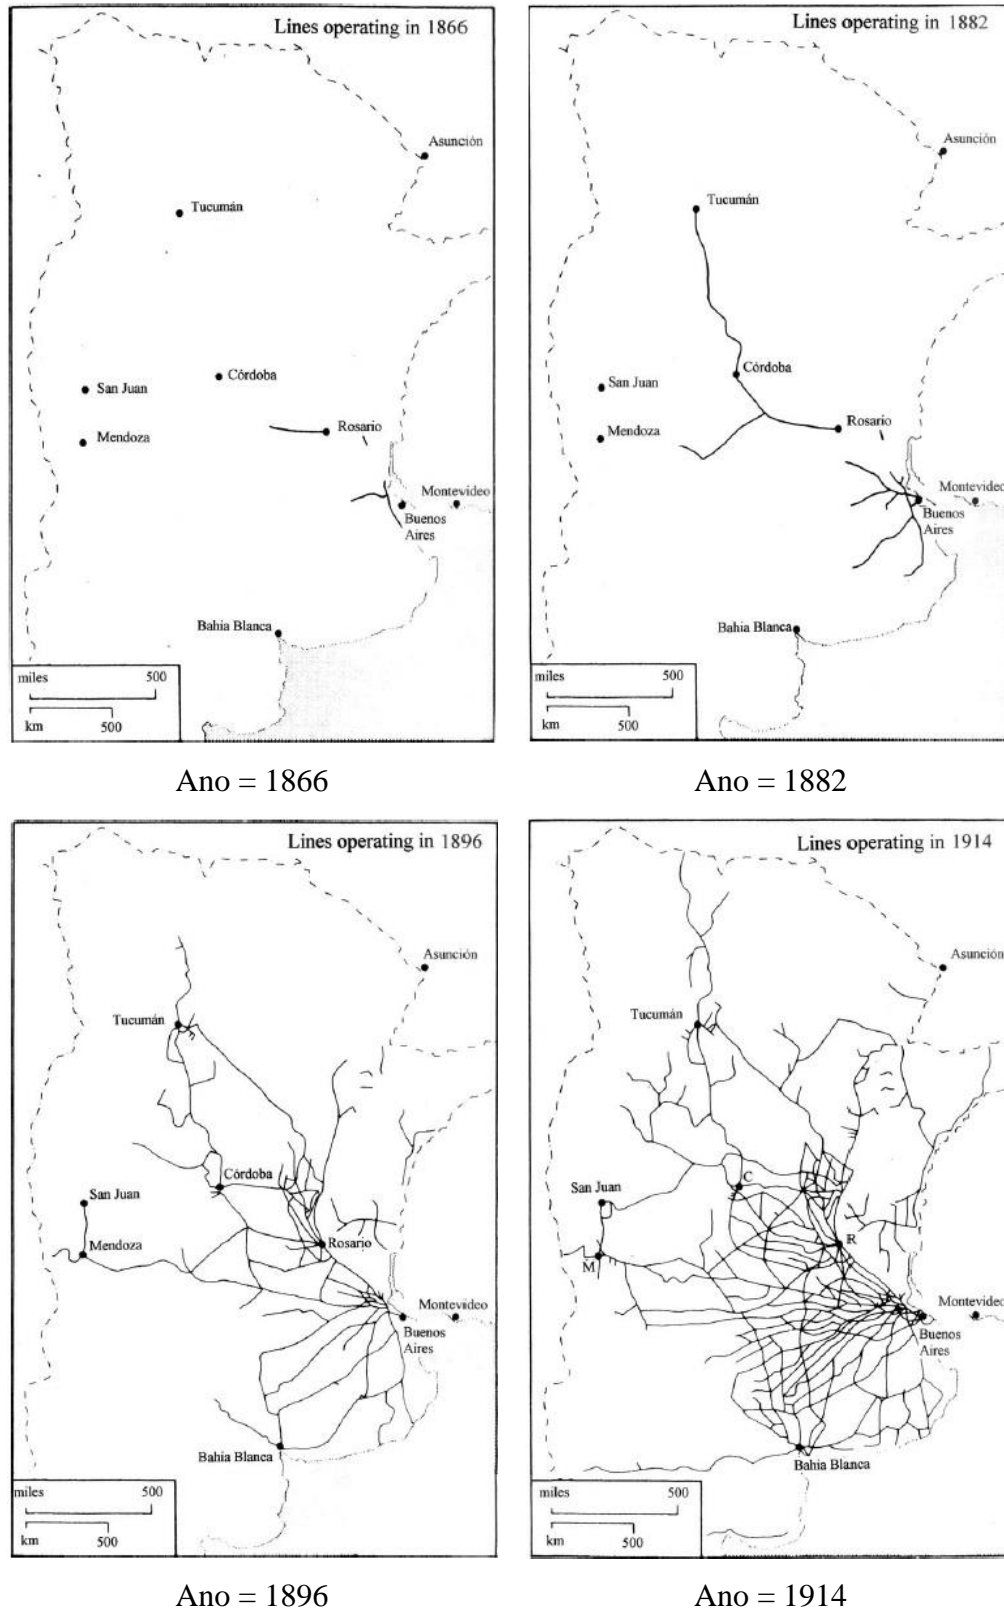 Lines operating in 1866
Asunción
Tucumán
San Juan
Córdoba
Mendoza
Rosario
Montevideo
Buenos
Aires
Bahia Blanca
miles 500
km 500
Ano = 1866
Lines operating in 1882
Asunción
Tucumán
San Juan
Córdoba
Mendoza
Rosario
Montevideo
Buenos
Aires
Bahia Blanca
miles 500
km 500
Ano = 1882
Lines operating in 1896
Asunción
Tucumán
Córdoba
San Juan
Mendoza
Rosario
Montevideo
Buenos
Aires
Bahia Blanca
miles 500
km 500
Ano = 1896
Lines operating in 1914
Asunción
Tucumán
C
San Juan
R
M
Montevideo
Buenos
Aires
Bahia Blanca
miles 500
km 500
Ano = 1914